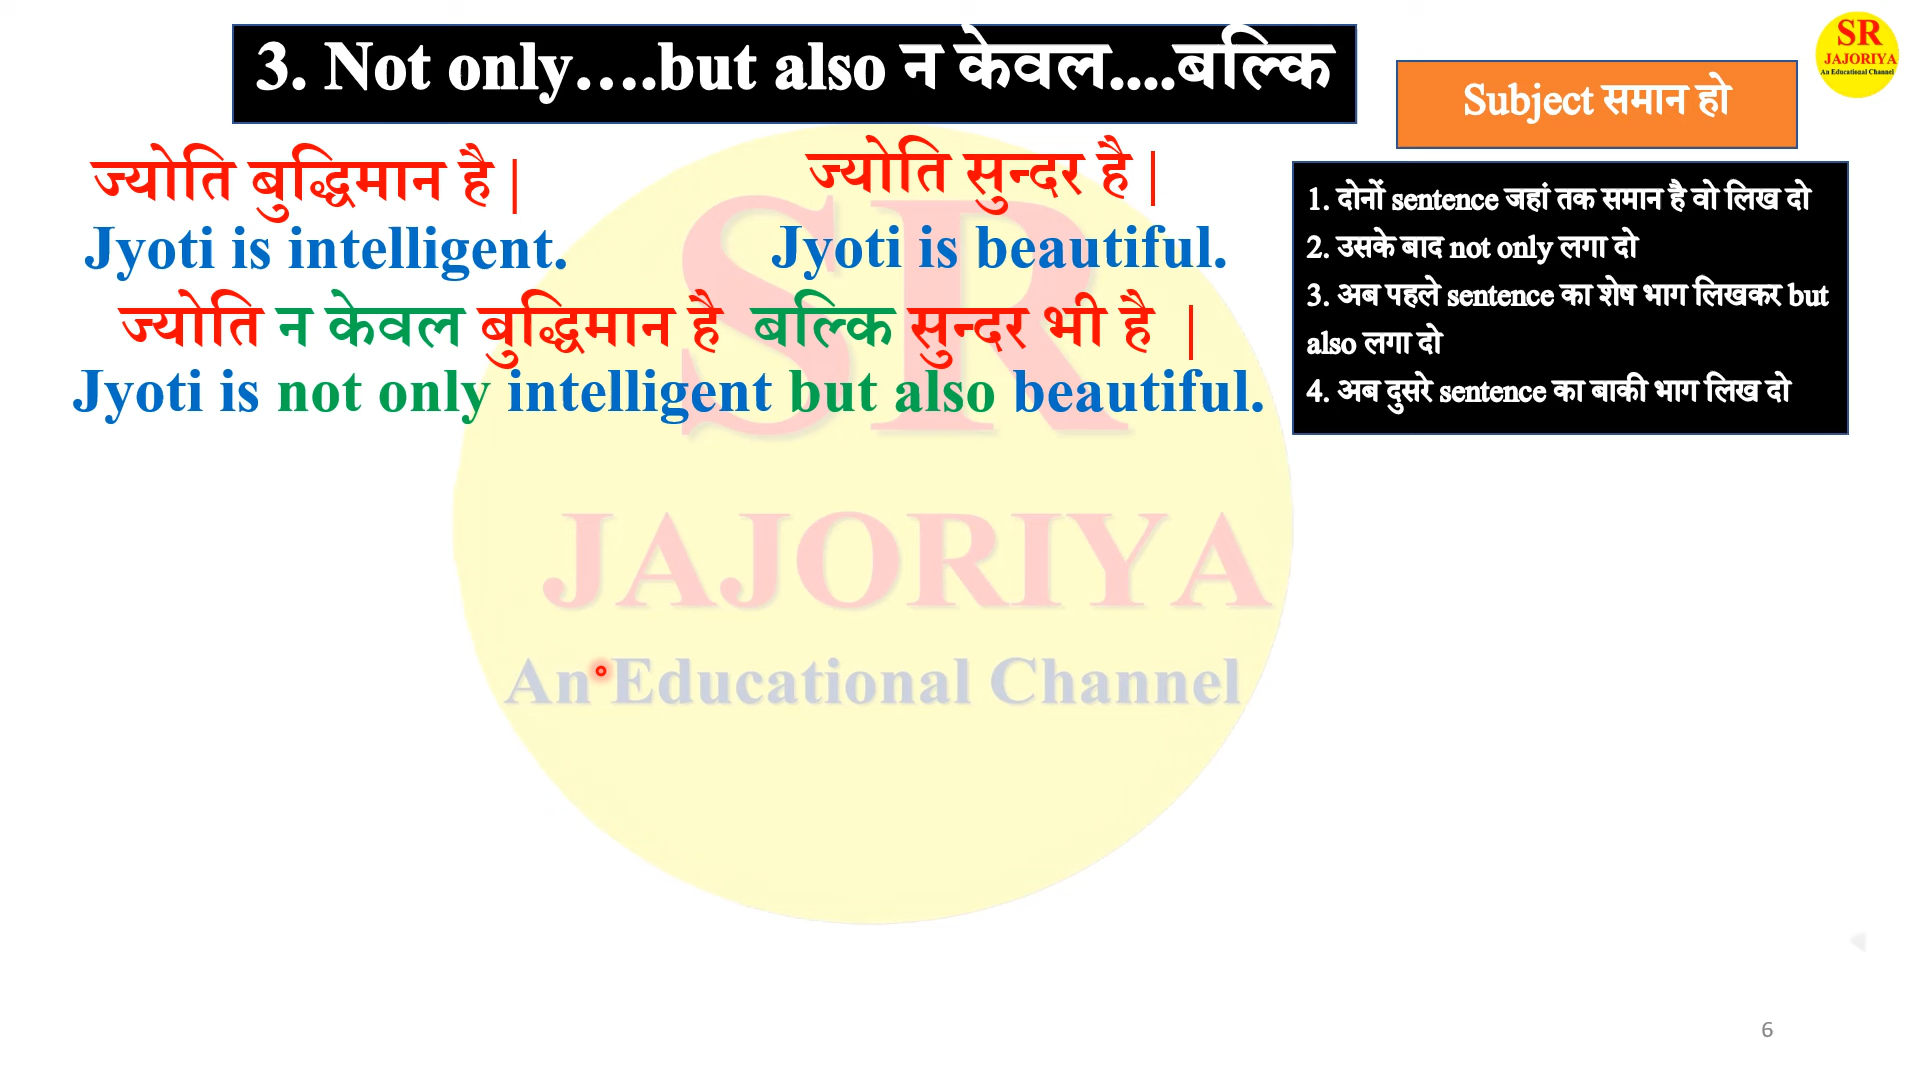 3. Not only….but also न केवल....बल्कि
Subject समान हो
SR
JAJORIYA
An Educational Channel
ज्योति बुद्धिमान है |
ज्योति सुन्दर है |
Jyoti is intelligent.
Jyoti is beautiful.
ज्योति न केवल बुद्धिमान है बल्कि सुन्दर भी है |
Jyoti is not only intelligent but also beautiful.
1. दोनों sentence जहां तक समान है वो लिख दो
2. उसके बाद not only लगा दो
3. अब पहले sentence का शेष भाग लिखकर but
also लगा दो
4. अब दुसरे sentence का बाकी भाग लिख दो
SR
JAJORIYA
An Educational Channel
6